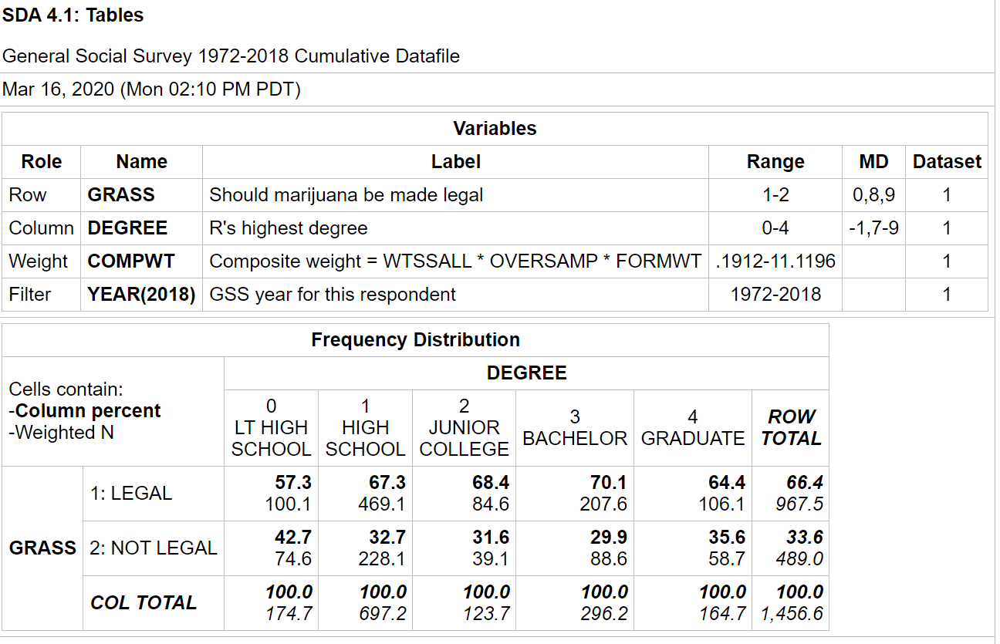 SDA 4.1: Tables
General Social Survey 1972-2018 Cumulative Datafile
Mar 16, 2020 (Mon 02:10 PM PDT)
Variables
Role Name Label Range MD Dataset
Row GRASS Should marijuana be made legal 1-2 0,8,9 1
Column DEGREE R's highest degree 0-4 -1,7-9 1
Weight COMPWT Composite weight = WTSSALL * OVERSAMP * FORMWT .1912-11.1196 1
Filter YEAR(2018) GSS year for this respondent 1972-2018 1
Frequency Distribution
Cells contain:
-Column percent
-Weighted N
DEGREE
0
LT HIGH
SCHOOL
1
HIGH
SCHOOL
2
JUNIOR
COLLEGE
3
BACHELOR
4
GRADUATE
ROW
TOTAL
GRASS
1: LEGAL
57.3 67.3 68.4 70.1 64.4 66.4
100.1 469.1 84.6 207.6 106.1 967.5
2: NOT LEGAL
42.7 32.7 31.6 29.9 35.6 33.6
74.6 228.1 39.1 88.6 58.7 489.0
COL TOTAL
100.0 100.0 100.0 100.0 100.0 100.0
174.7 697.2 123.7 296.2 164.7 1,456.6